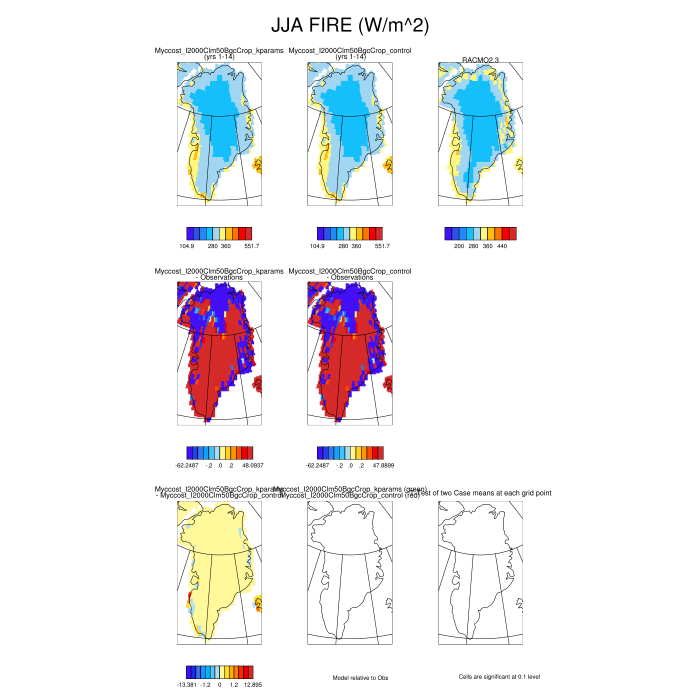 JJA FIRE (W/m^2)
Myccost_I2000Clm50BgcCrop_kparams
(yrs 1-14)
Myccost_I2000Clm50BgcCrop_control
(yrs 1-14)
RACMO2.3
104.9 280 360 551.7
104.9 280 360 551.7
200 280 360 440
Myccost_I2000Clm50BgcCrop_kparams
- Observations
Myccost_I2000Clm50BgcCrop_control
- Observations
-62.2487 -.2 .0 .2 48.0937
-62.2487 -.2 .0 .2 47.8899
Myccost_I2000Clm50BgcCrop_kparams
- Myccost_I2000Clm50BgcCrop_control
Myccost_I2000Clm50BgcCrop_kparams (green)
Myccost_I2000Clm50BgcCrop_control (red)
of two Case means at each grid point
-13.381 -1.2 0 1.2 12.895
Model relative to Obs
Cells are significant at 0.1 level